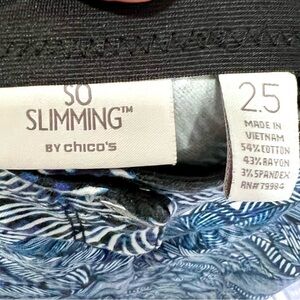 SO
SLIMMING™
BY chico's
2.5
MADE IN
VIETNAM
54% COTTON
43% RAYON
3% SPANDEX
RN# 79984